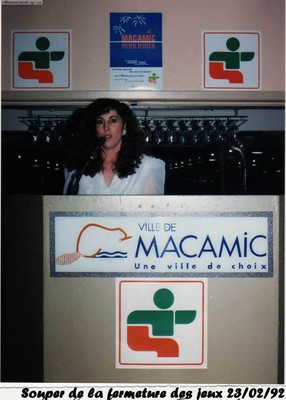 MACAMIC
VILLE DE
MACAMIC
Une ville de choix
Souper de la fermeture des jeux 23/02/92